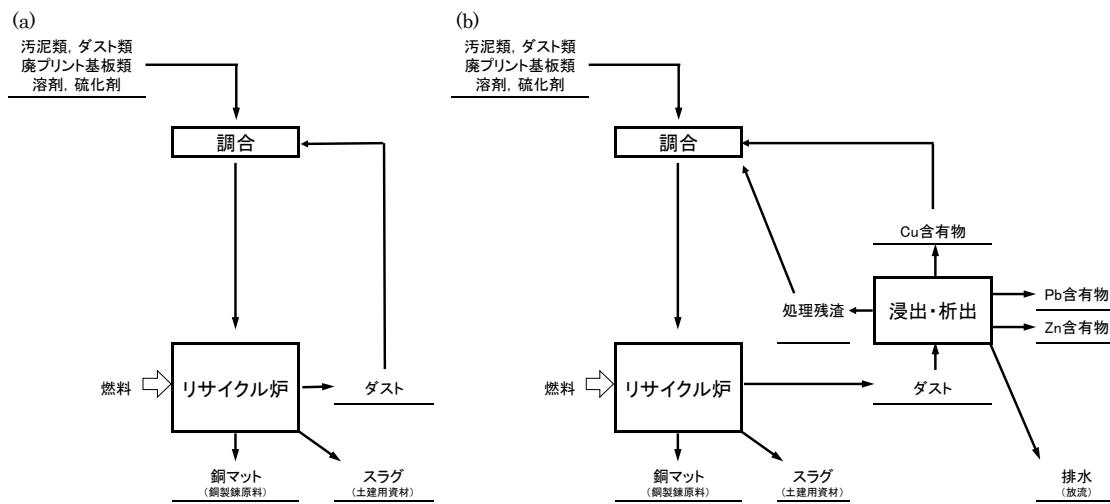 (a)
汚泥類, ダスト類
廃プリント基板類
溶剤, 硫化剤
調合
燃料
リサイクル炉
ダスト
銅マット
(銅製錬原料)
スラグ
(土建用資材)
(b)
汚泥類, ダスト類
廃プリント基板類
溶剤, 硫化剤
調合
Cu含有物
処理残渣
浸出・析出
Pb含有物
Zn含有物
燃料
リサイクル炉
ダスト
銅マット
(銅製錬原料)
スラグ
(土建用資材)
排水
(放流)